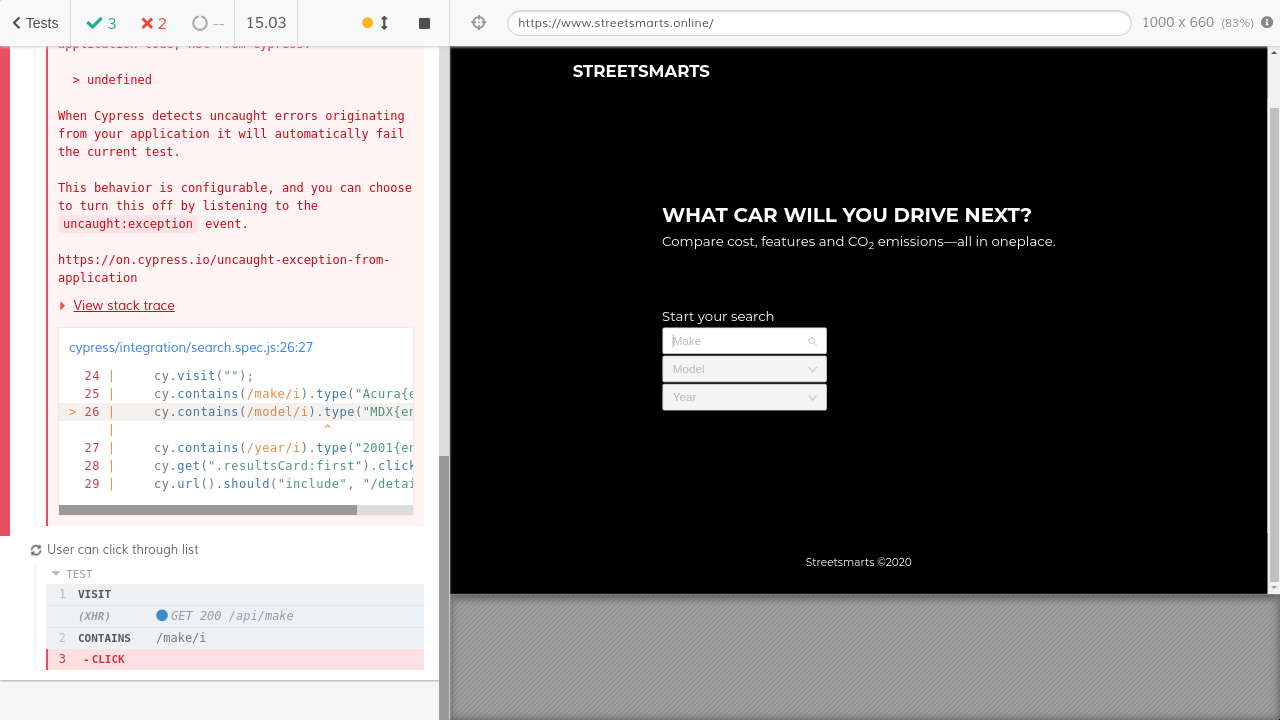 Tests
3
2
--
15.03
https://www.streetsmarts.online/
1000 x 660 (83%)
application code, not from Cypress.
> undefined
When Cypress detects uncaught errors originating
from your application it will automatically fail
the current test.
This behavior is configurable, and you can choose
to turn this off by listening to the
uncaught:exception event.
https://on.cypress.io/uncaught-exception-from-
application
View stack trace
cypress/integration/search.spec.js:26:27
24 | cy.visit("");
25 | cy.contains(/make/i).type("Acura{e
> 26 | cy.contains(/model/i).type("MDX{en
| ^
27 | cy.contains(/year/i).type("2001{en
28 | cy.get(".resultsCard:first").click
29 | cy.url().should("include", "/detai
User can click through list
TEST
1 VISIT
(XHR) GET 200 /api/make
2 CONTAINS /make/i
3 -CLICK
STREETSMARTS
WHAT CAR WILL YOU DRIVE NEXT?
Compare cost, features and CO2 emissions—all in oneplace.
Start your search
Make
Model
Year
Streetsmarts ©2020